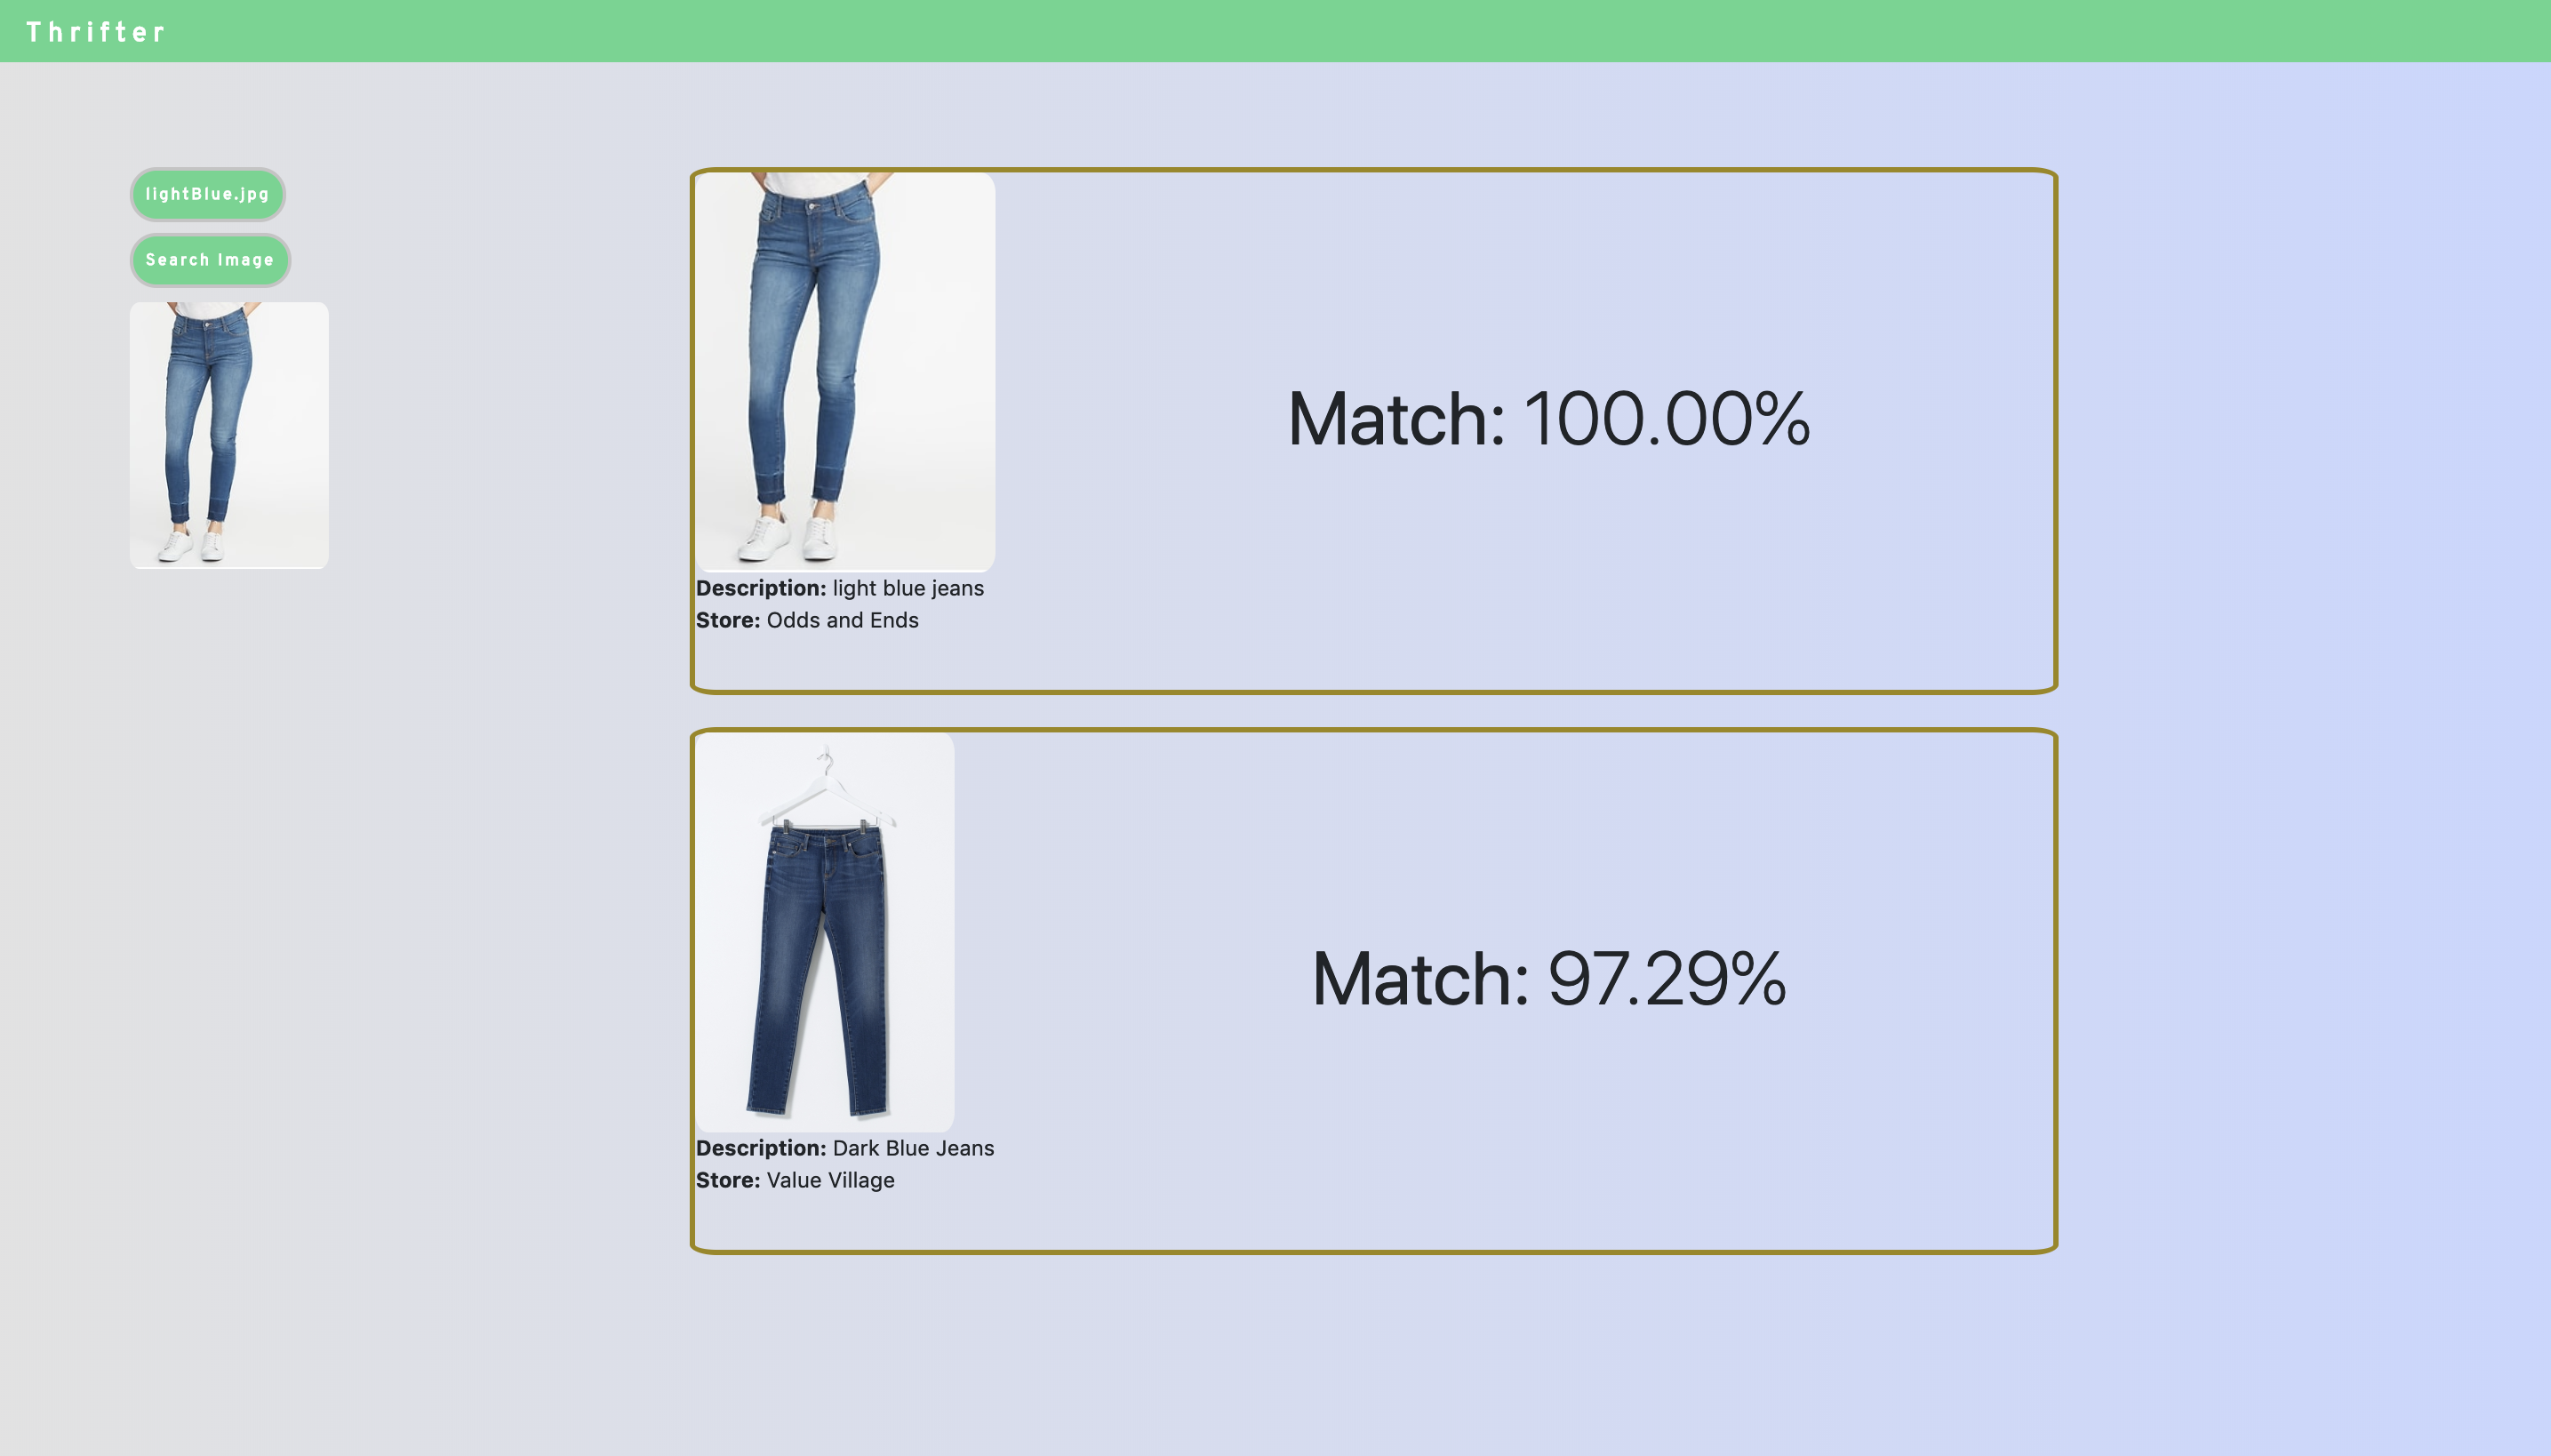 Thrifter
lightBlue.jpg
Search Image
Match: 100.00%
Description: light blue jeans
Store: Odds and Ends
Match: 97.29%
Description: Dark Blue Jeans
Store: Value Village